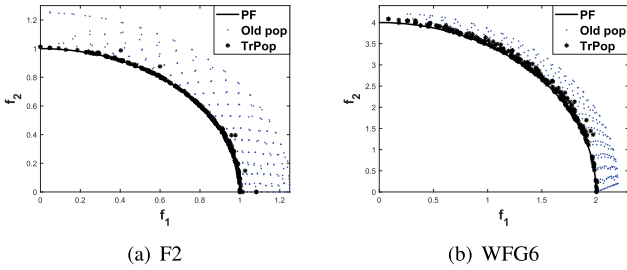 PF
Old pop
TrPop
1.2
1
0.8
0.6
0.4
0.2
0
f2
0 0.2 0.4 0.6 0.8 1 1.2
f1
(a) F2
PF
Old pop
TrPop
4
3.5
3
2.5
2
1.5
1
0.5
0
f2
0 0.5 1 1.5 2
f1
(b) WFG6